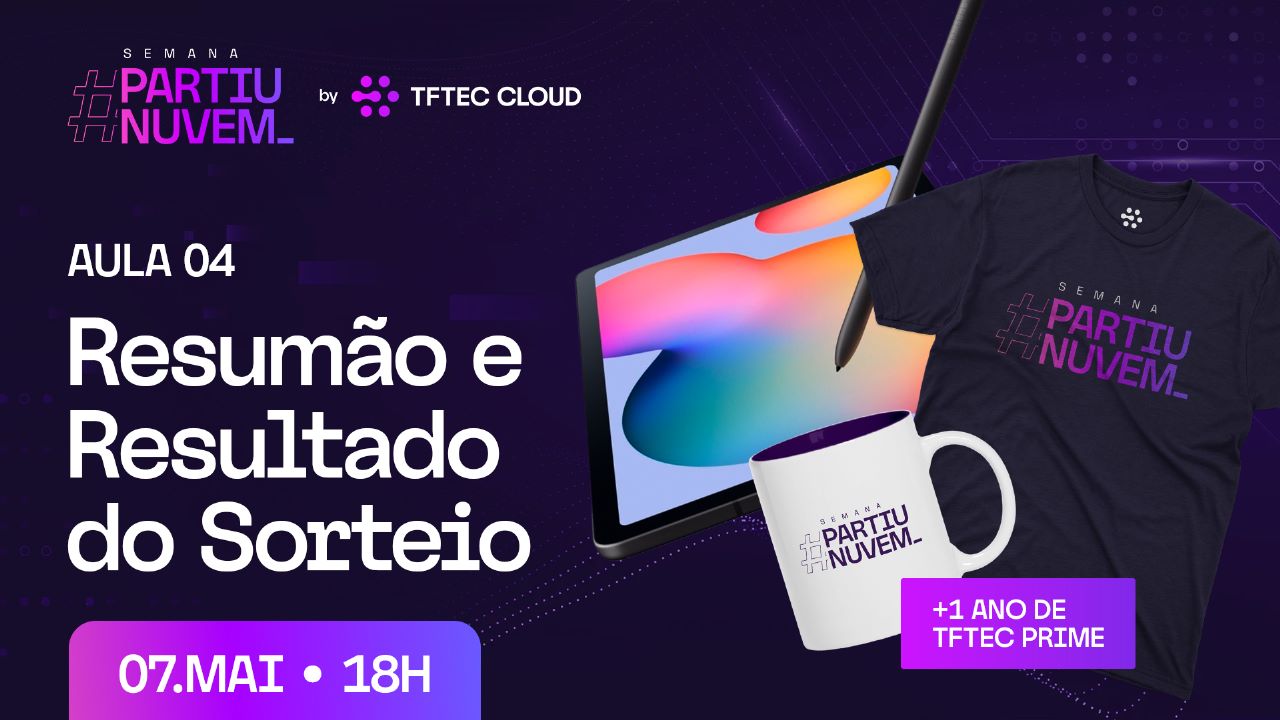 SEMANA
#PARTIU
NUVEM_
by TFTEC CLOUD
AULA 04
Resumão e
Resultado
do Sorteio
07.MAI • 18H
SEMANA
#PARTIU
NUVEM_
SEMANA
#PARTIU
NUVEM_
+1 ANO DE
TFTEC PRIME